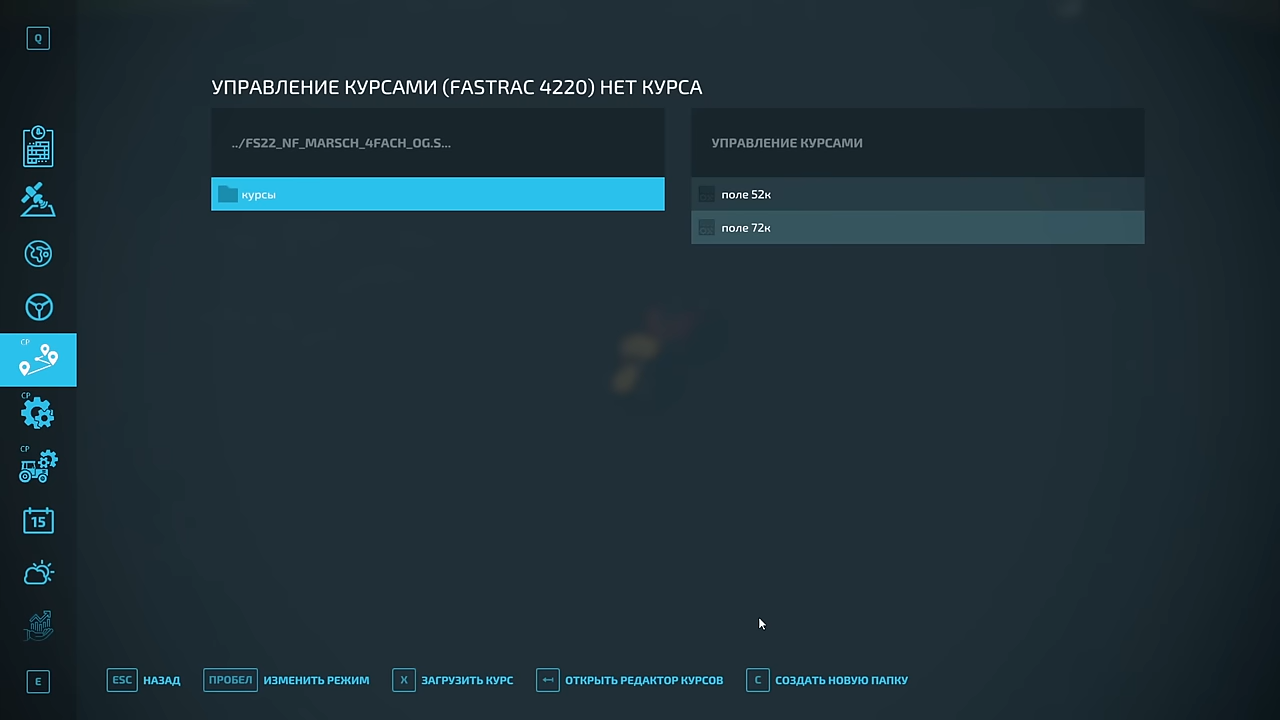 Q
УПРАВЛЕНИЕ КУРСАМИ (FASTRAC 4220) НЕТ КУРСА
../FS22_NF_MARSCH_4FACH_OG.S...
УПРАВЛЕНИЕ КУРСАМИ
курсы
поле 52к
поле 72к
CP
CP
CP
15
E
ESC НАЗАД ПРОБЕЛ ИЗМЕНИТЬ РЕЖИМ X ЗАГРУЗИТЬ КУРС ОТКРЫТЬ РЕДАКТОР КУРСОВ C СОЗДАТЬ НОВУЮ ПАПКУ